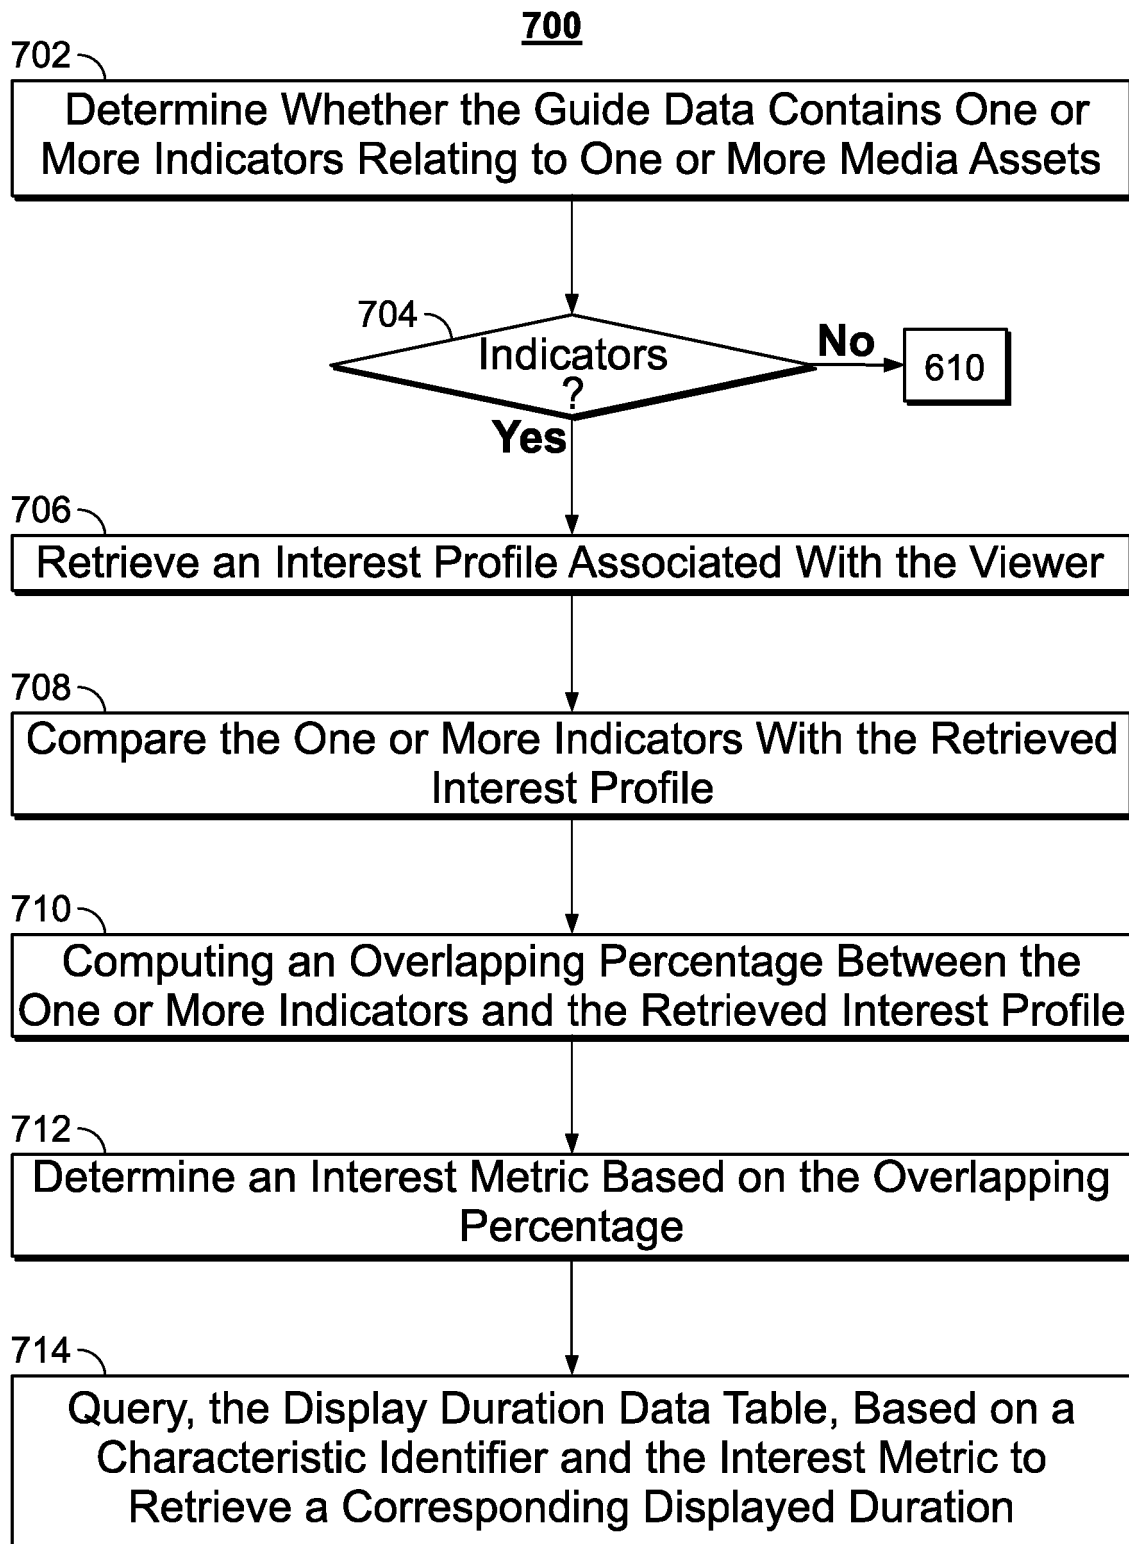 700
702
Determine Whether the Guide Data Contains One or
More Indicators Relating to One or More Media Assets
704
Indicators
?
No
610
Yes
706
Retrieve an Interest Profile Associated With the Viewer
708
Compare the One or More Indicators With the Retrieved
Interest Profile
710
Computing an Overlapping Percentage Between the
One or More Indicators and the Retrieved Interest Profile
712
Determine an Interest Metric Based on the Overlapping
Percentage
714
Query, the Display Duration Data Table, Based on a
Characteristic Identifier and the Interest Metric to
Retrieve a Corresponding Displayed Duration